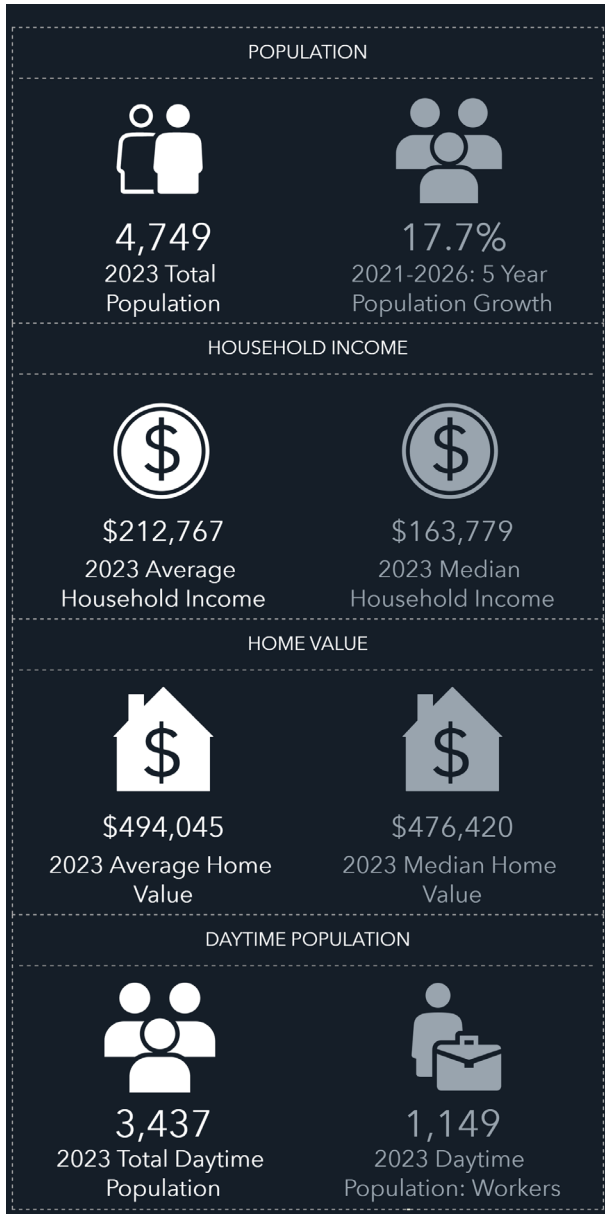 POPULATION
4,749
2023 Total
Population
17.7%
2021-2026: 5 Year
Population Growth
HOUSEHOLD INCOME
$
$212,767
2023 Average
Household Income
$
$163,779
2023 Median
Household Income
HOME VALUE
$
$494,045
2023 Average Home
Value
$
$476,420
2023 Median Home
Value
DAYTIME POPULATION
3,437
2023 Total Daytime
Population
1,149
2023 Daytime
Population: Workers